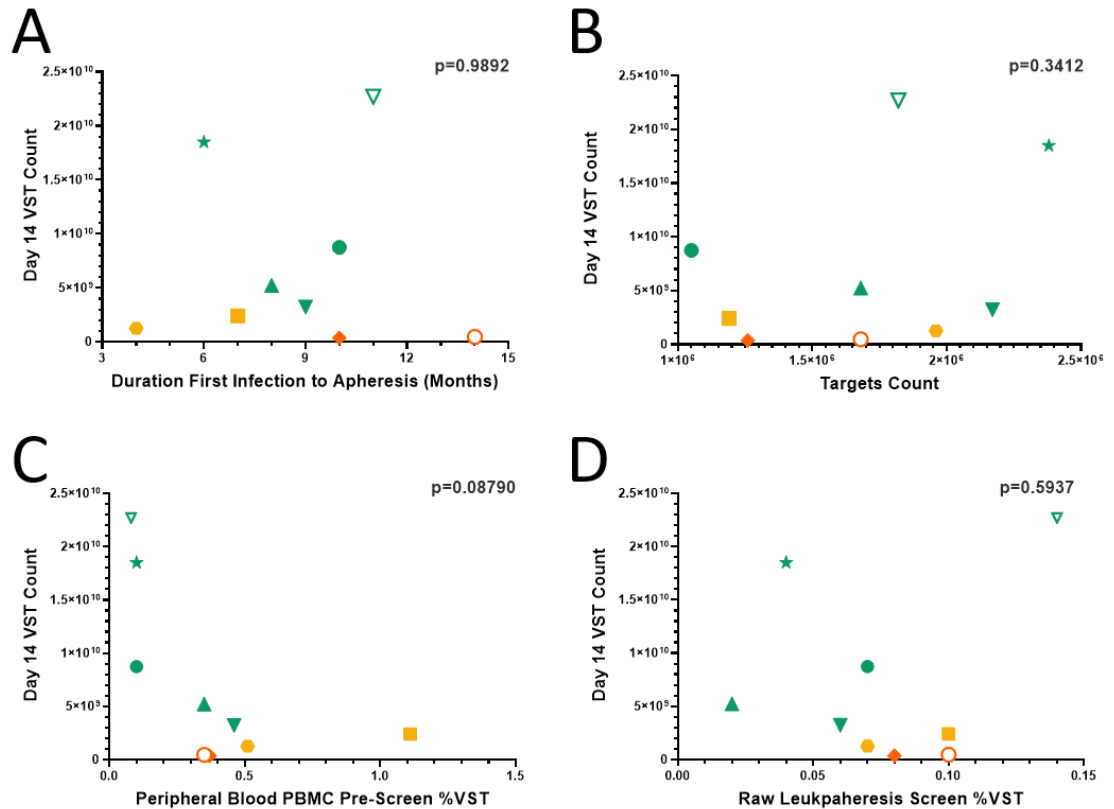 A
p=0.9892
2.5×10¹⁰
2×10¹⁰
1.5×10¹⁰
1×10¹⁰
5×10⁹
0
Day 14 VST Count
3 6 9 12 15
Duration First Infection to Apheresis (Months)
B
p=0.3412
2.5×10¹⁰
2×10¹⁰
1.5×10¹⁰
1×10¹⁰
5×10⁹
0
Day 14 VST Count
1×10⁶ 1.5×10⁶ 2×10⁶ 2.5×10⁶
Targets Count
C
p=0.08790
2.5×10¹⁰
2×10¹⁰
1.5×10¹⁰
1×10¹⁰
5×10⁹
0
Day 14 VST Count
0.0 0.5 1.0 1.5
Peripheral Blood PBMC Pre-Screen %VST
D
p=0.5937
2.5×10¹⁰
2×10¹⁰
1.5×10¹⁰
1×10¹⁰
5×10⁹
0
Day 14 VST Count
0.00 0.05 0.10 0.15
Raw Leukpaheresis Screen %VST